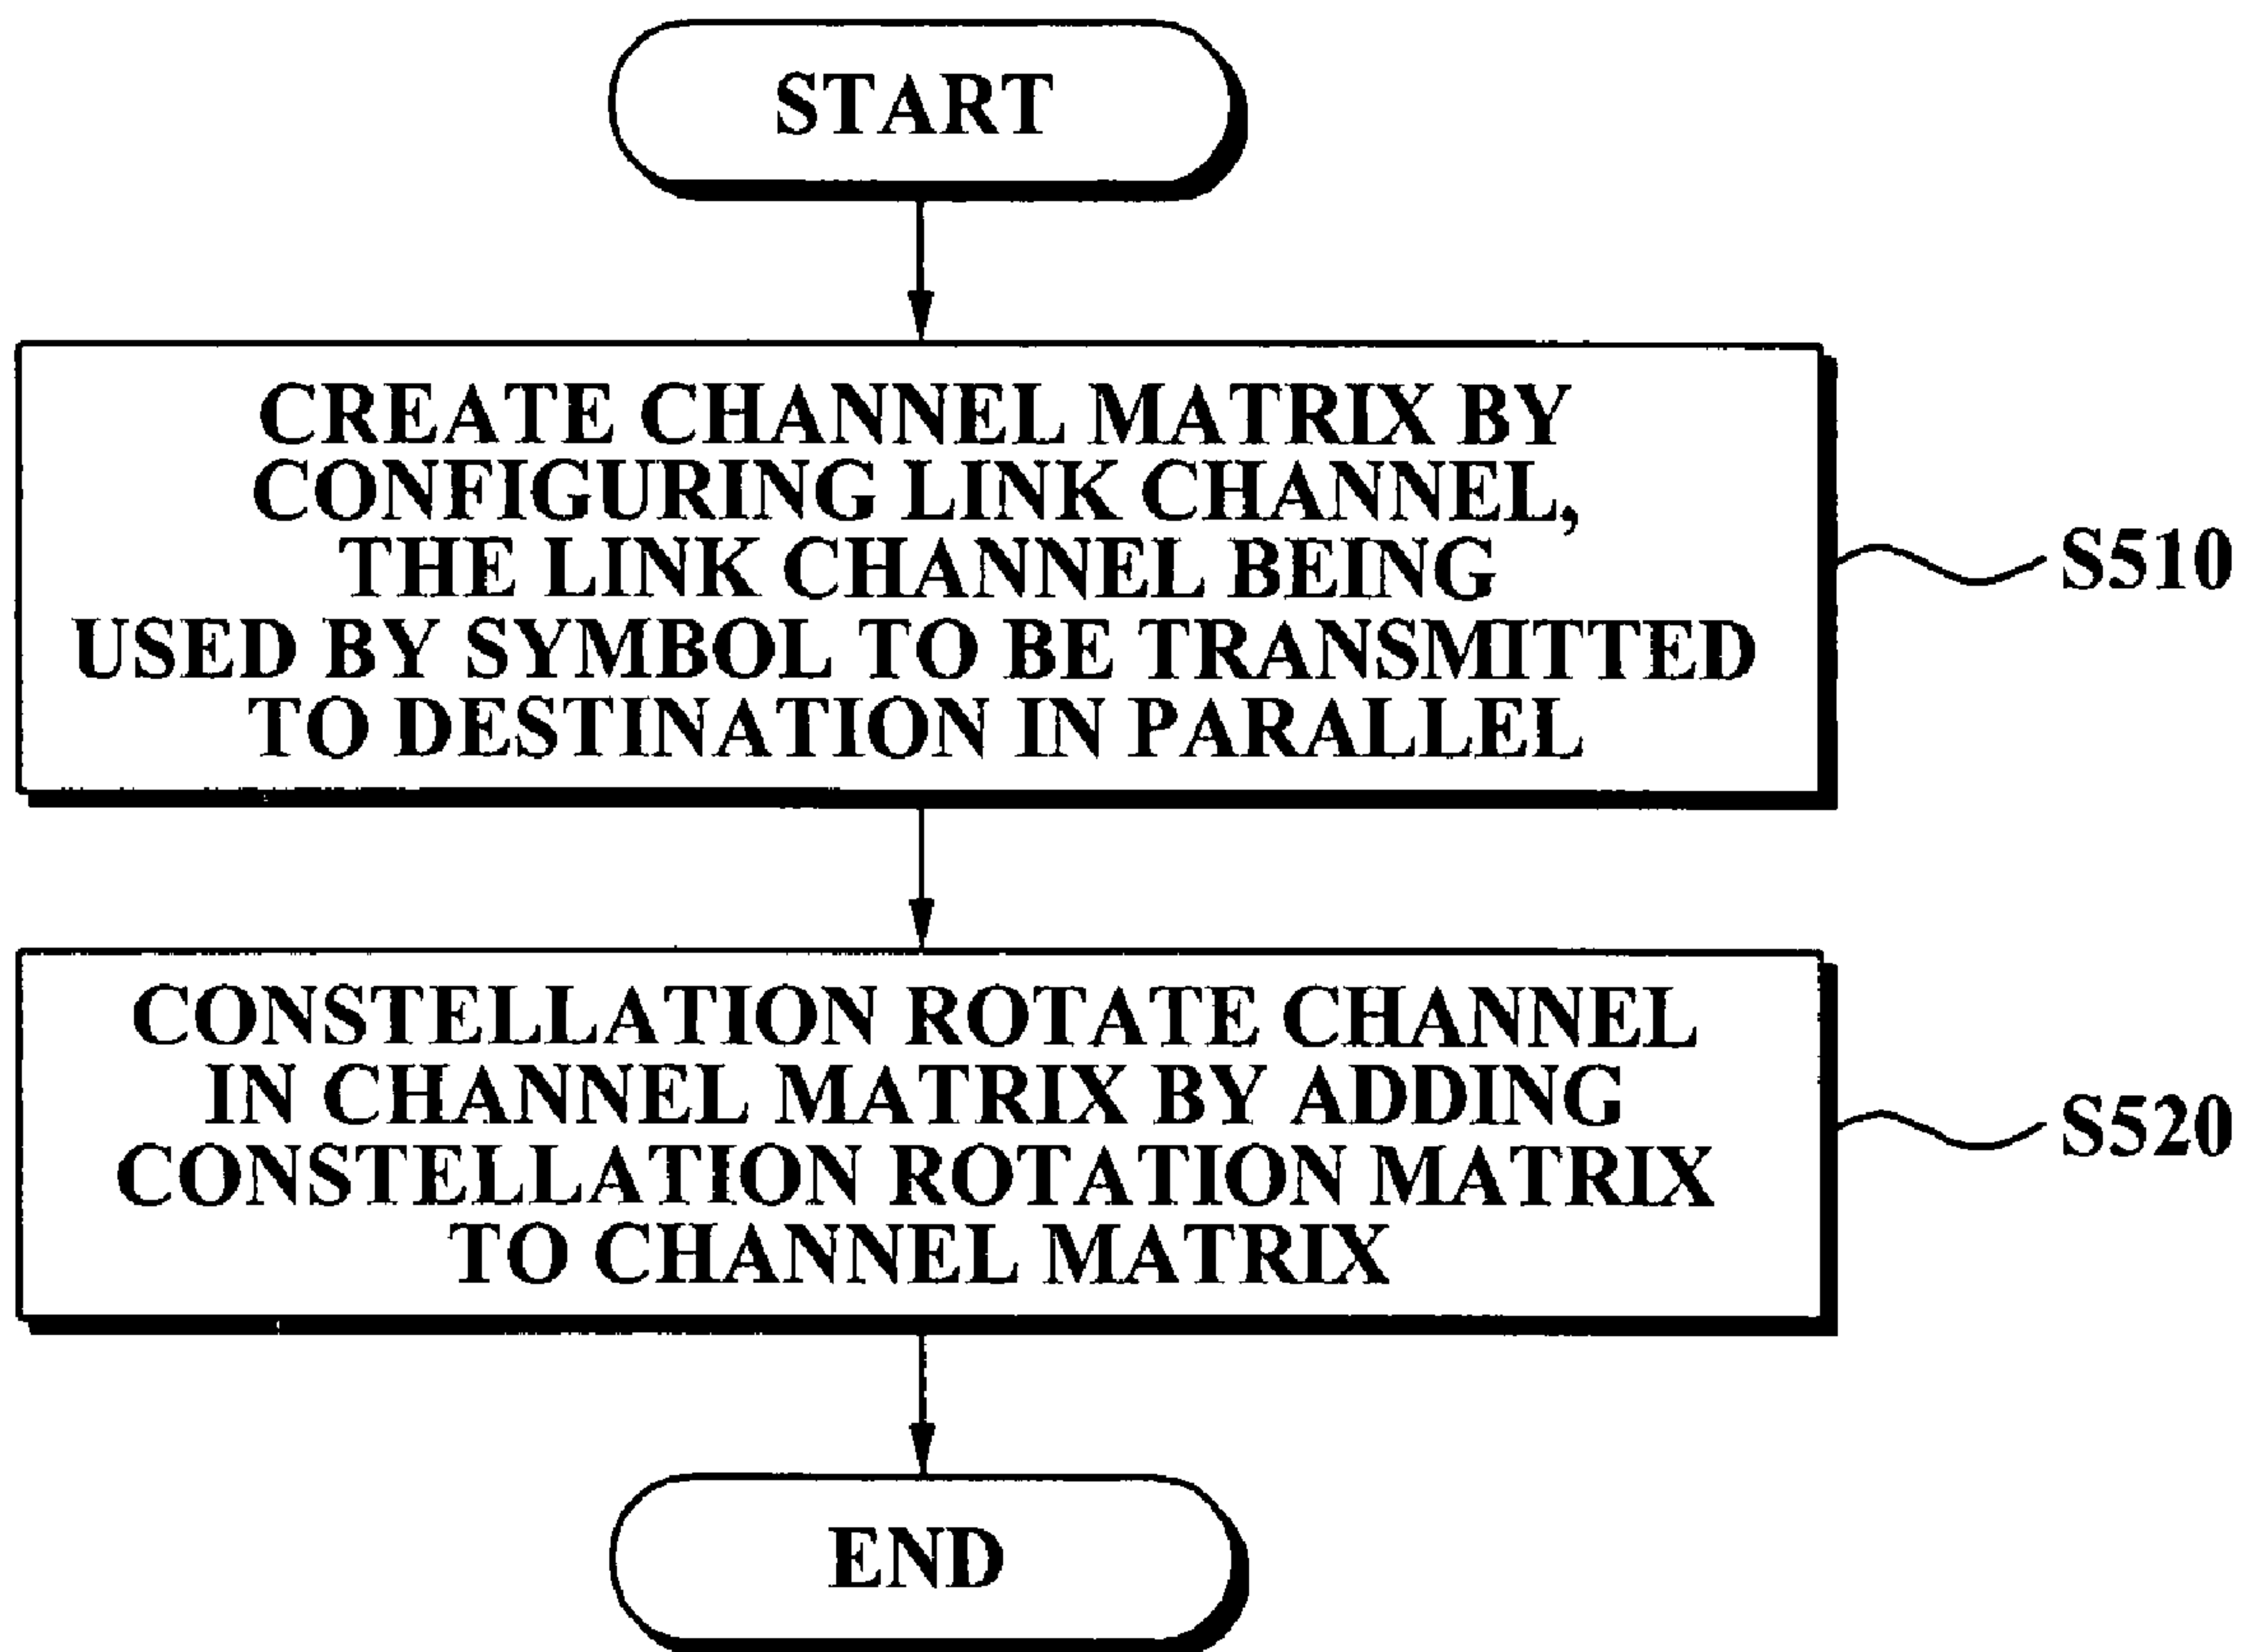 START
CREATE CHANNEL MATRIX BY
CONFIGURING LINK CHANNEL,
THE LINK CHANNEL BEING
USED BY SYMBOL TO BE TRANSMITTED
TO DESTINATION IN PARALLEL
S510
CONSTELLATION ROTATE CHANNEL
IN CHANNEL MATRIX BY ADDING
CONSTELLATION ROTATION MATRIX
TO CHANNEL MATRIX
S520
END